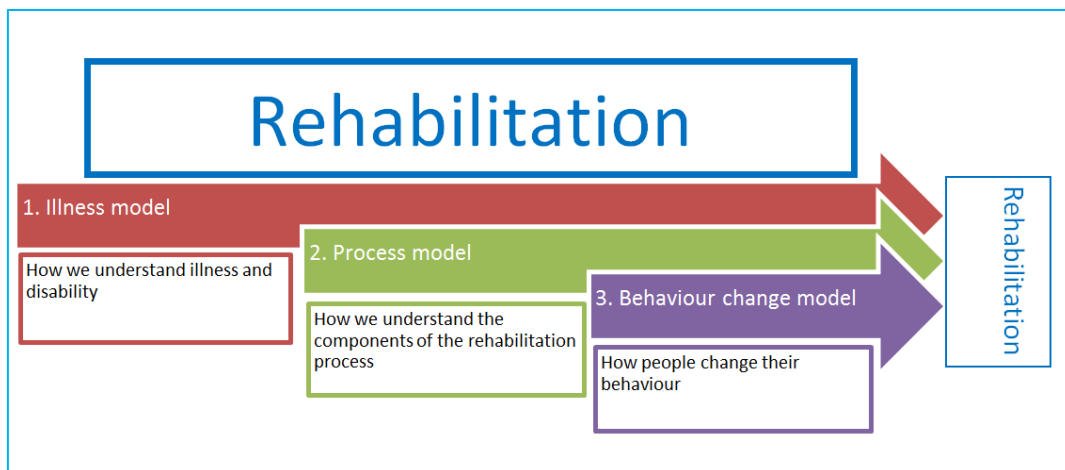 Rehabilitation
1. Illness model
How we understand illness and
disability
2. Process model
How we understand the
components of the rehabilitation
process
3. Behaviour change model
How people change their
behaviour
Rehabilitation